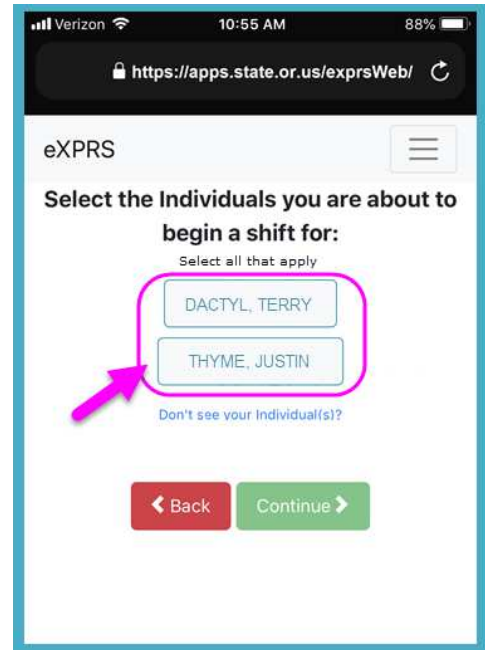 Verizon 10:55 AM 88%
https://apps.state.or.us/exprsWeb/
eXPRS
Select the Individuals you are about to
begin a shift for:
Select all that apply
DACTYL, TERRY
THYME, JUSTIN
Don't see your Individual(s)?
Back Continue